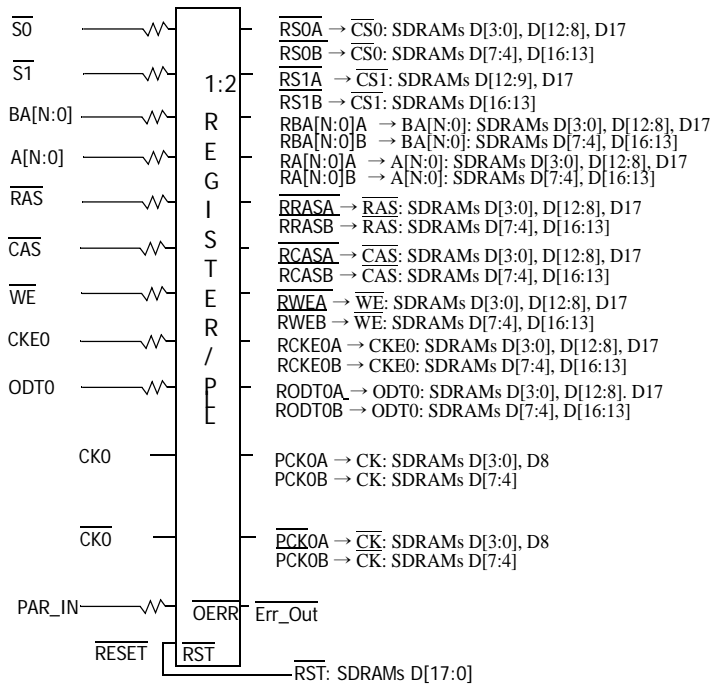 S̅0̅
RS0A → CS0: SDRAMs D[3:0], D[12:8], D17
RS0B → CS0: SDRAMs D[7:4], D[16:13]
S1
RS1A → CS1: SDRAMs D[12:9], D17
RS1B → CS1: SDRAMs D[16:13]
1:2
BA[N:0]
RBA[N:0]A → BA[N:0]: SDRAMs D[3:0], D[12:8], D17
RBA[N:0]B → BA[N:0]: SDRAMs D[7:4], D[16:13]
A[N:0]
RA[N:0]A → A[N:0]: SDRAMs D[3:0], D[12:8], D17
RA[N:0]B → A[N:0]: SDRAMs D[7:4], D[16:13]
RAS
RRASA → RAS: SDRAMs D[3:0], D[12:8], D17
RRASB → RAS: SDRAMs D[7:4], D[16:13]
CAS
RCASA → CAS: SDRAMs D[3:0], D[12:8], D17
RCASB → CAS: SDRAMs D[7:4], D[16:13]
WE
RWEA → WE: SDRAMs D[3:0], D[12:8], D17
RWEB → WE: SDRAMs D[7:4], D[16:13]
CKE0
RCKE0A → CKE0: SDRAMs D[3:0], D[12:8], D17
RCKE0B → CKE0: SDRAMs D[7:4], D[16:13]
ODT0
RODT0A → ODT0: SDRAMs D[3:0], D[12:8]. D17
RODT0B → ODT0: SDRAMs D[7:4], D[16:13]
REGISTER/PLL
CK0
PCK0A → CK: SDRAMs D[3:0], D8
PCK0B → CK: SDRAMs D[7:4]
CK0
PCK0A → CK: SDRAMs D[3:0], D8
PCK0B → CK: SDRAMs D[7:4]
PAR_IN
OERR
Err_Out
RESET
RST
RST: SDRAMs D[17:0]